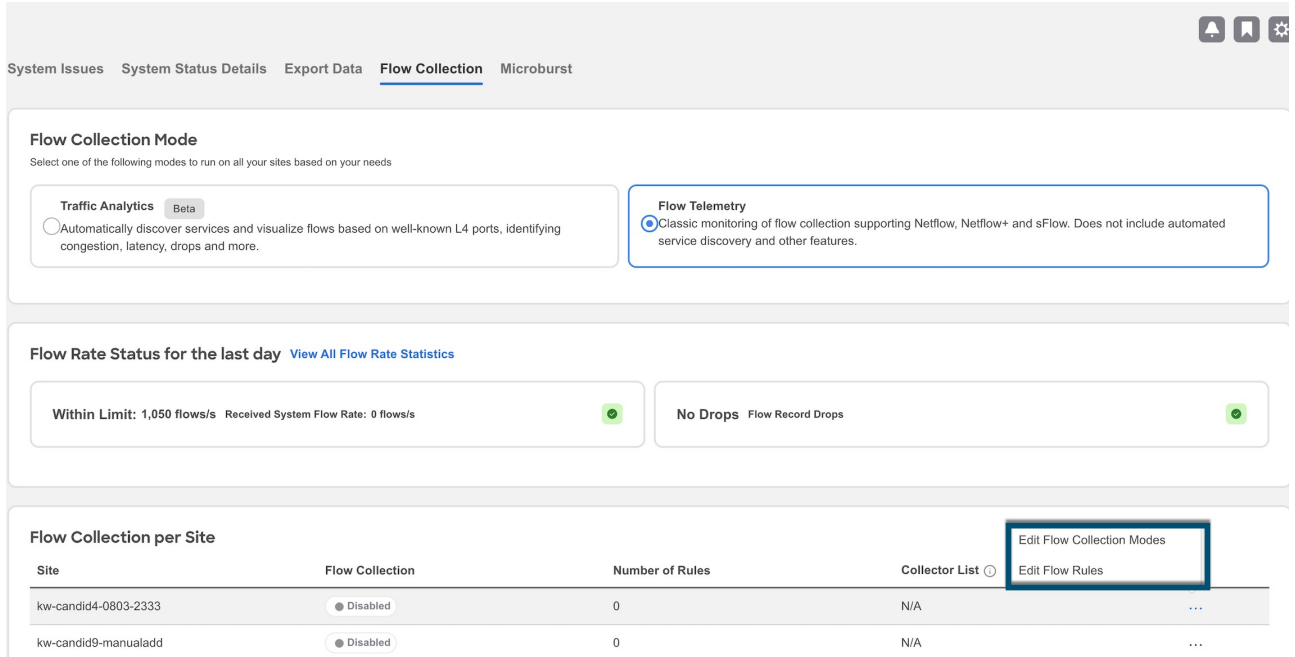 System Issues System Status Details Export Data Flow Collection Microburst
Flow Collection Mode
Select one of the following modes to run on all your sites based on your needs
Traffic Analytics Beta
Automatically discover services and visualize flows based on well-known L4 ports, identifying
congestion, latency, drops and more.
Flow Telemetry
Classic monitoring of flow collection supporting Netflow, Netflow+ and sFlow. Does not include automated
service discovery and other features.
Flow Rate Status for the last day View All Flow Rate Statistics
Within Limit: 1,050 flows/s Received System Flow Rate: 0 flows/s
No Drops Flow Record Drops
Flow Collection per Site
Edit Flow Collection Modes
Edit Flow Rules
Site Flow Collection Number of Rules Collector List
kw-candid4-0803-2333 Disabled 0 N/A ...
kw-candid9-manualadd Disabled 0 N/A ...